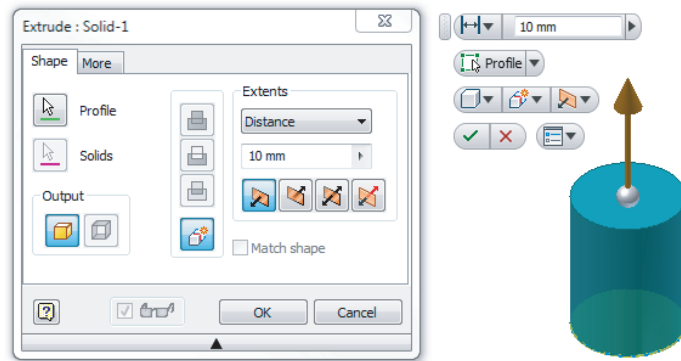 Extrude : Solid-1
Shape More
Profile
Solids
Output
Extents
Distance
10 mm
Match shape
OK Cancel
10 mm
Profile